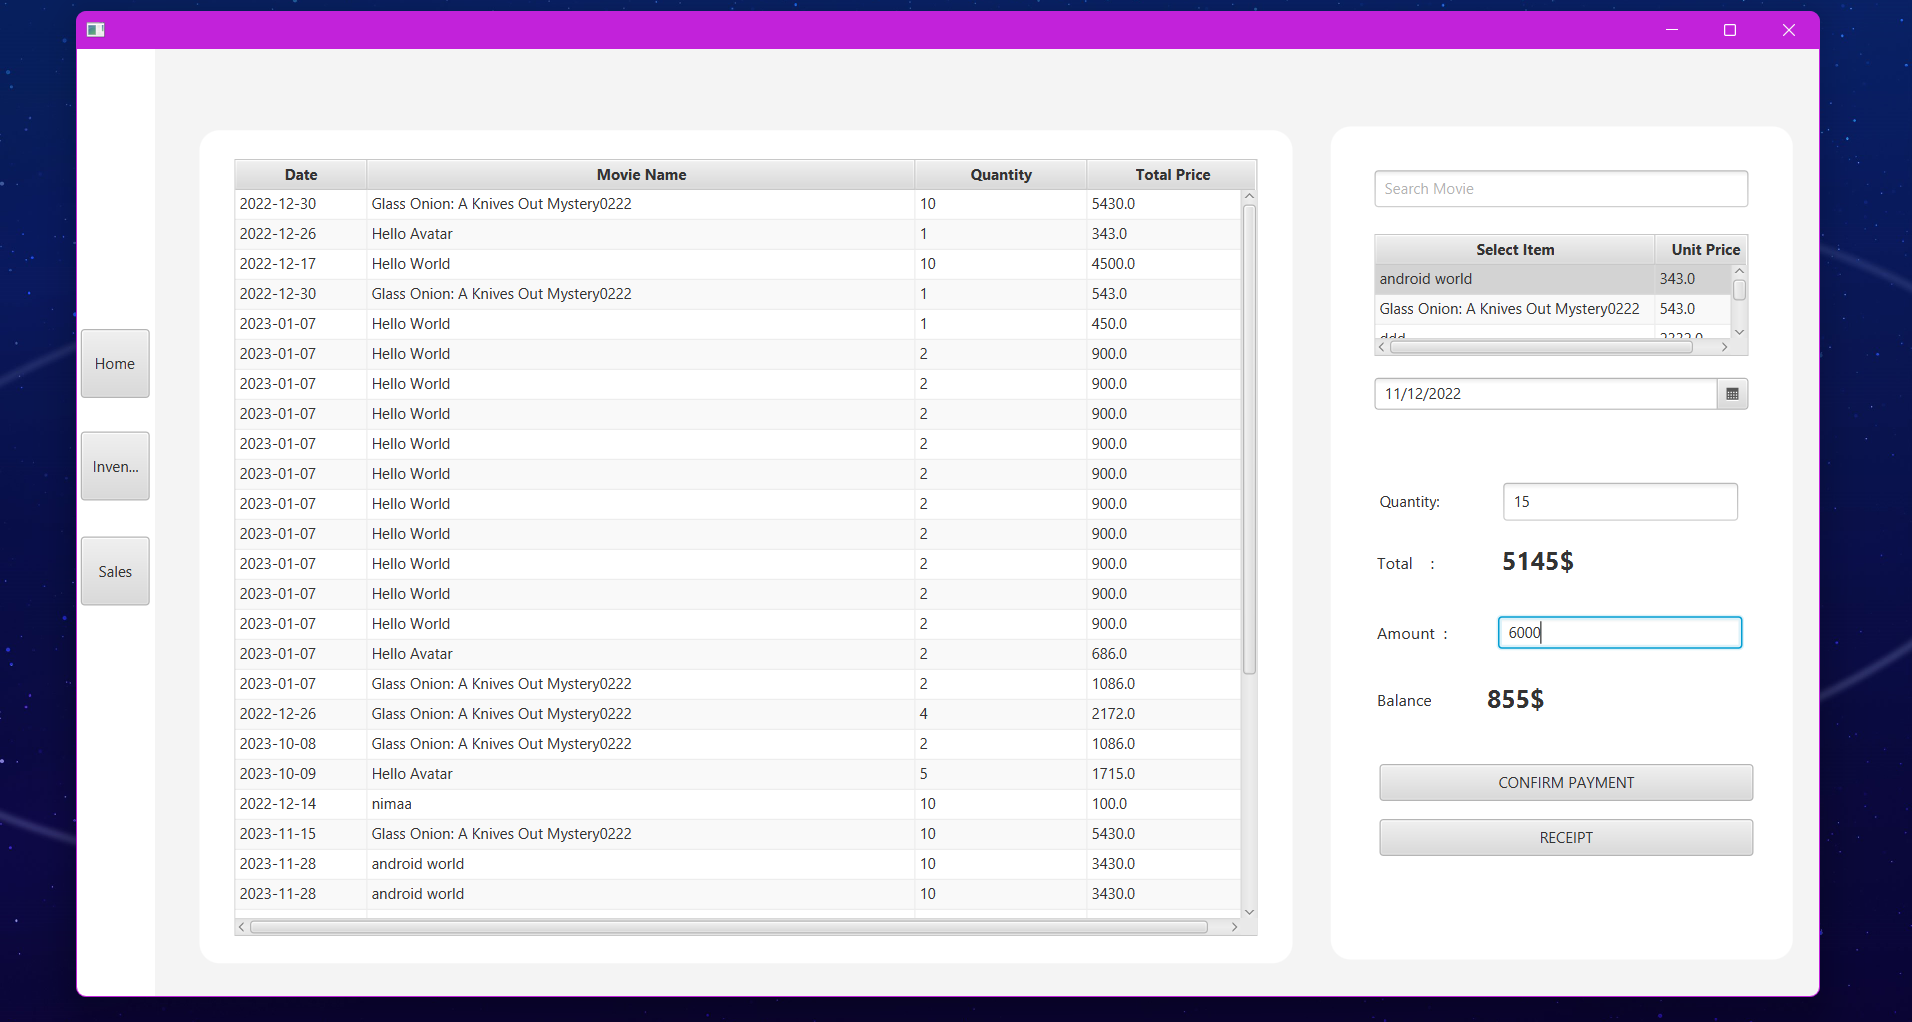 Home
Inven...
Sales
Date Movie Name Quantity Total Price
2022-12-30 Glass Onion: A Knives Out Mystery0222 10 5430.0
2022-12-26 Hello Avatar 1 343.0
2022-12-17 Hello World 10 4500.0
2022-12-30 Glass Onion: A Knives Out Mystery0222 1 543.0
2023-01-07 Hello World 1 450.0
2023-01-07 Hello World 2 900.0
2023-01-07 Hello World 2 900.0
2023-01-07 Hello World 2 900.0
2023-01-07 Hello World 2 900.0
2023-01-07 Hello World 2 900.0
2023-01-07 Hello World 2 900.0
2023-01-07 Hello World 2 900.0
2023-01-07 Hello World 2 900.0
2023-01-07 Hello World 2 900.0
2023-01-07 Hello World 2 900.0
2023-01-07 Hello Avatar 2 686.0
2023-01-07 Glass Onion: A Knives Out Mystery0222 2 1086.0
2022-12-26 Glass Onion: A Knives Out Mystery0222 4 2172.0
2023-10-08 Glass Onion: A Knives Out Mystery0222 2 1086.0
2023-10-09 Hello Avatar 5 1715.0
2022-12-14 nimaa 10 100.0
2023-11-15 Glass Onion: A Knives Out Mystery0222 10 5430.0
2023-11-28 android world 10 3430.0
2023-11-28 android world 10 3430.0
Search Movie
Select Item Unit Price
android world 343.0
Glass Onion: A Knives Out Mystery0222 543.0
ddd
11/12/2022
Quantity: 15
Total : 5145$
Amount : 6000
Balance 855$
CONFIRM PAYMENT
RECEIPT